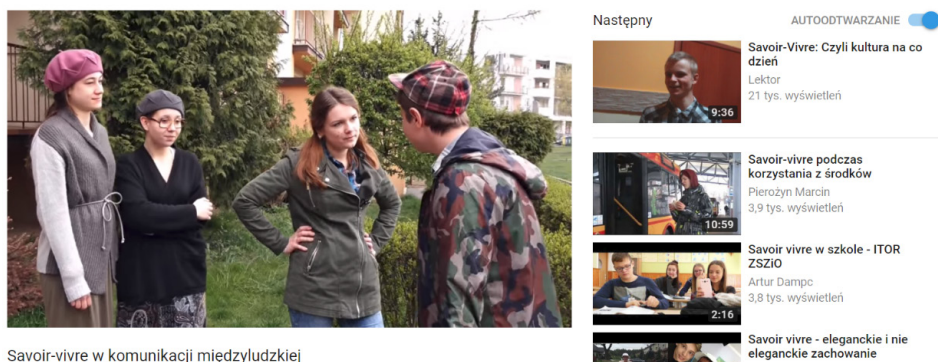 Następny
AUTOODTWARZANIE
Savoir-Vivre: Czyli kultura na co
dzień
Lektor
21 tys. wyświetleń
9:36
Savoir-vivre podczas
korzystania z środków
Pierożyn Marcin
3,9 tys. wyświetleń
10:59
Savoir vivre w szkole - ITOR
ZSZiO
Artur Dampc
3,8 tys. wyświetleń
2:16
Savoir vivre - eleganckie i nie
eleganckie zachowanie
Savoir-vivre w komunikacji międzyludzkiej